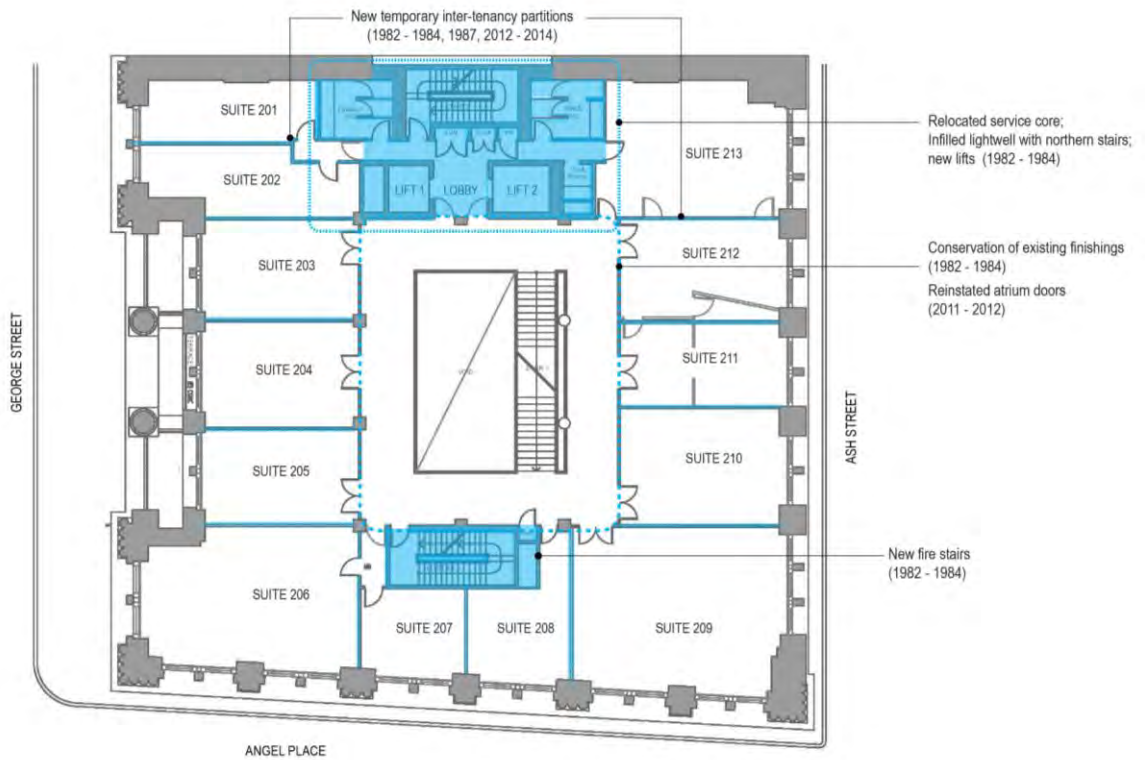 New temporary inter-tenancy partitions
(1982 - 1984, 1987, 2012 - 2014)
SUITE 201
SUITE 213
Relocated service core;
Infilled lightwell with northern stairs;
new lifts (1982 - 1984)
SUITE 202
LIFT 1
LOBBY
LIFT 2
SUITE 203
SUITE 212
Conservation of existing finishings
(1982 - 1984)
Reinstated atrium doors
(2011 - 2012)
GEORGE STREET
SUITE 204
VOID
SUITE 211
SUITE 205
SUITE 210
ASH STREET
New fire stairs
(1982 - 1984)
SUITE 206
SUITE 207
SUITE 208
SUITE 209
ANGEL PLACE